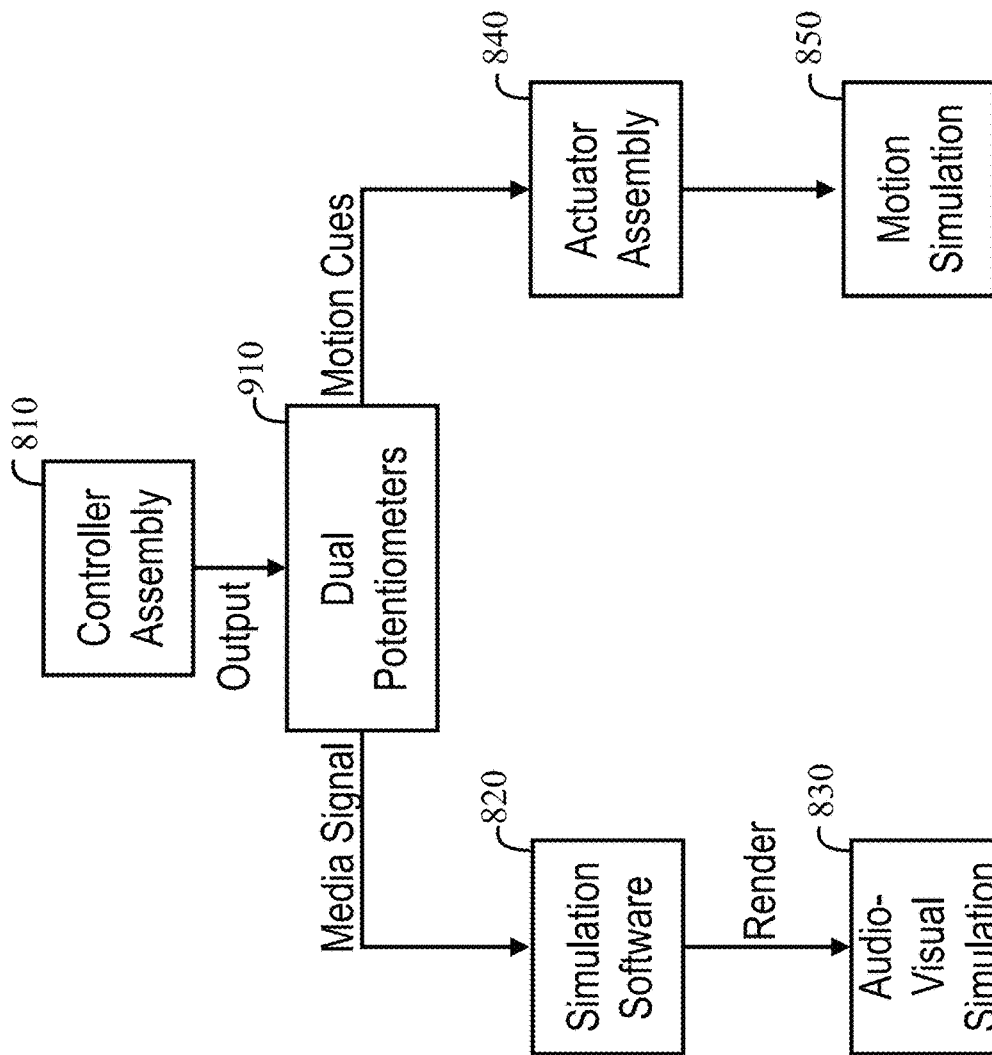 810
Controller
Assembly
Output
910
Dual
Potentiometers
Media Signal
Motion Cues
820
Simulation
Software
840
Actuator
Assembly
Render
830
Audio-
Visual
Simulation
850
Motion
Simulation